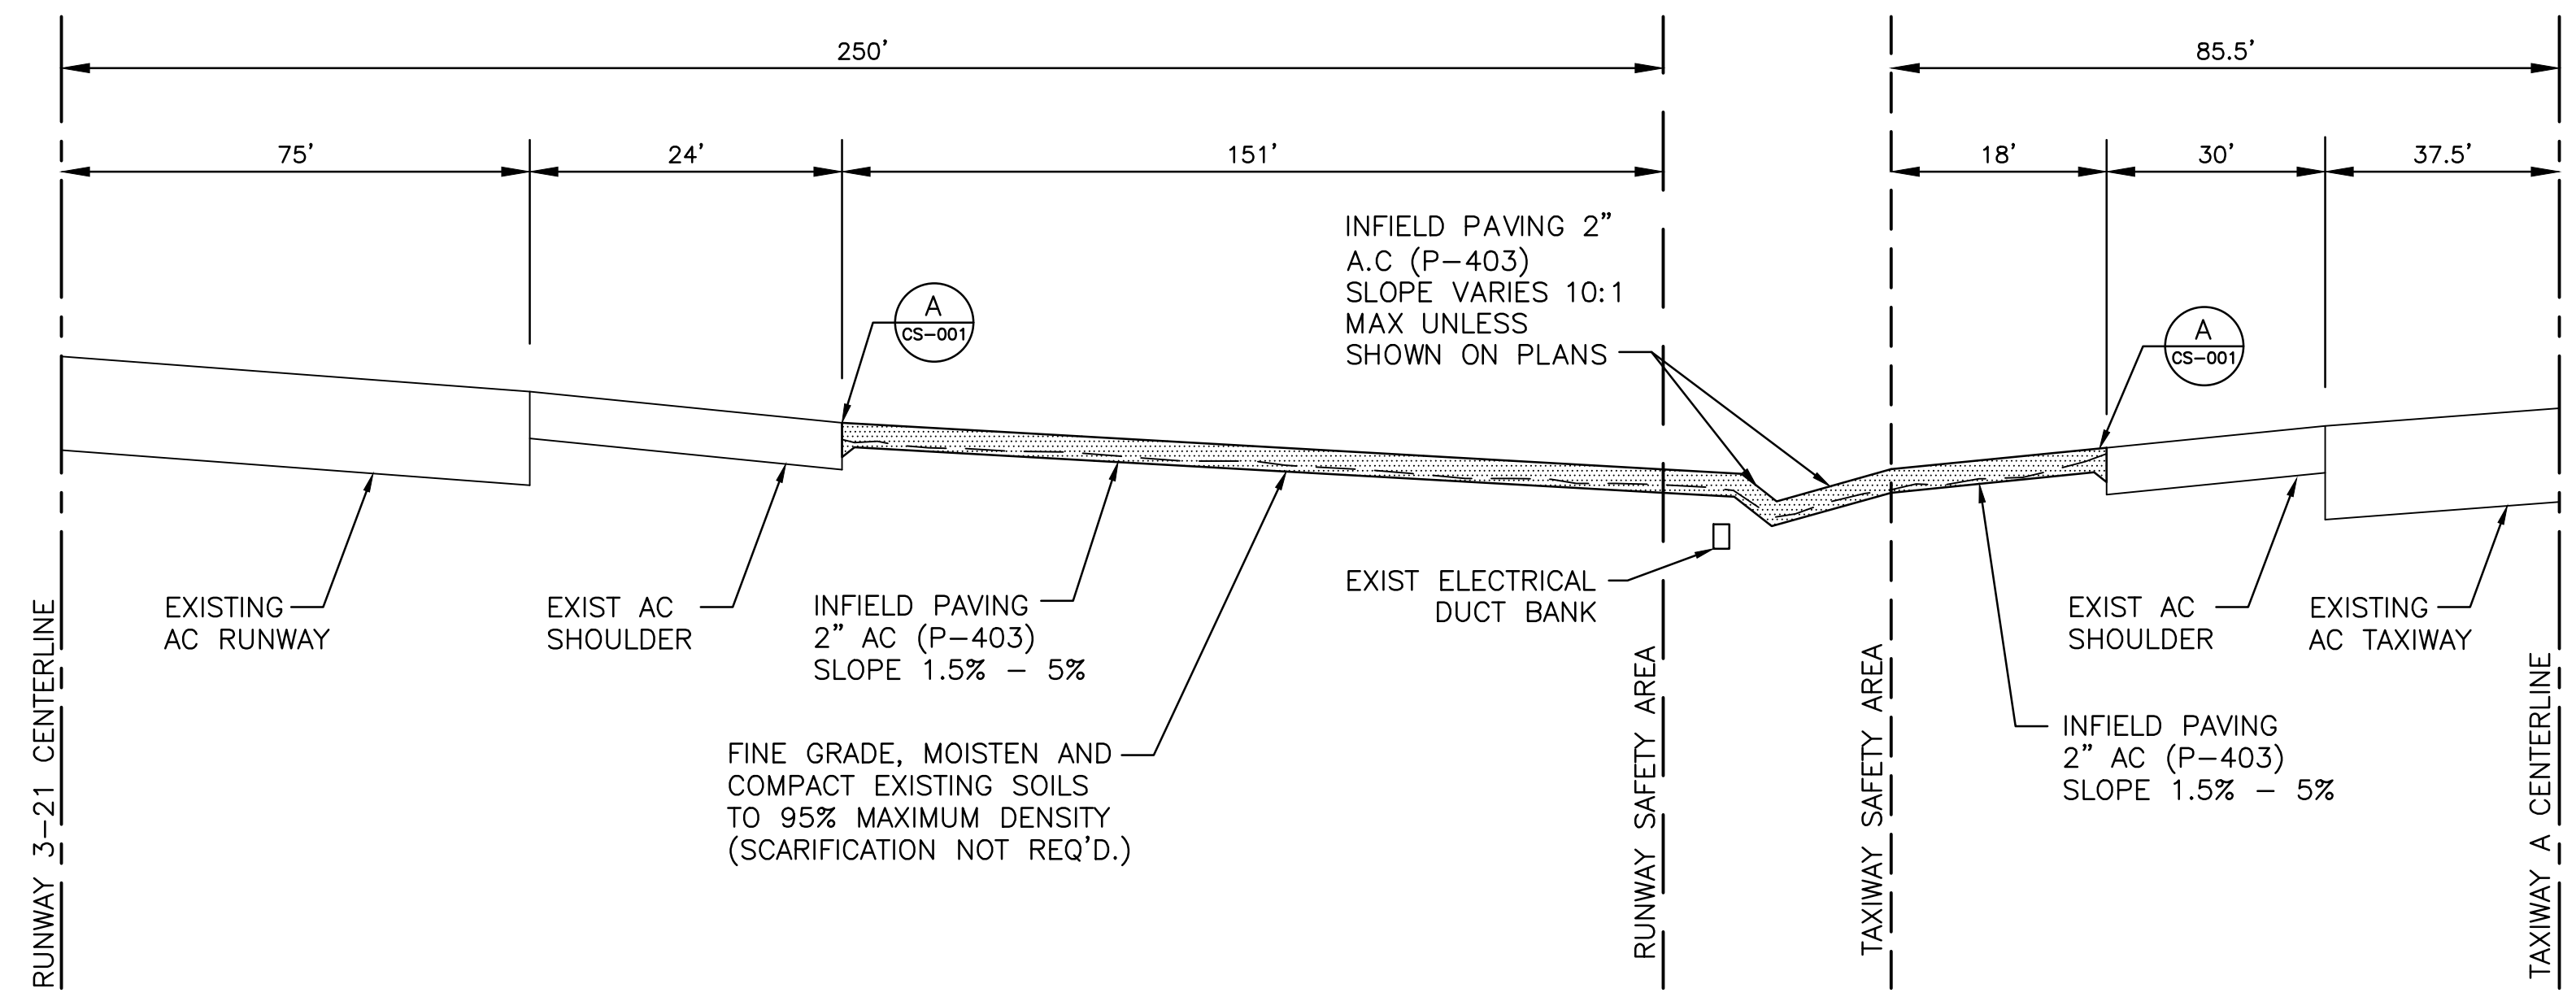 250’
85.5’
75’
24’
151’
18’
30’
37.5’
INFIELD PAVING 2”
A.C (P–403)
SLOPE VARIES 10:1
MAX UNLESS
SHOWN ON PLANS
A
CS–001
A
CS–001
EXISTING
AC RUNWAY
EXIST AC
SHOULDER
INFIELD PAVING
2” AC (P–403)
SLOPE 1.5% – 5%
EXIST ELECTRICAL
DUCT BANK
EXIST AC
SHOULDER
EXISTING
AC TAXIWAY
FINE GRADE, MOISTEN AND
COMPACT EXISTING SOILS
TO 95% MAXIMUM DENSITY
(SCARIFICATION NOT REQ’D.)
INFIELD PAVING
2” AC (P–403)
SLOPE 1.5% – 5%
RUNWAY 3–21 CENTERLINE
RUNWAY SAFETY AREA
TAXIWAY SAFETY AREA
TAXIWAY A CENTERLINE